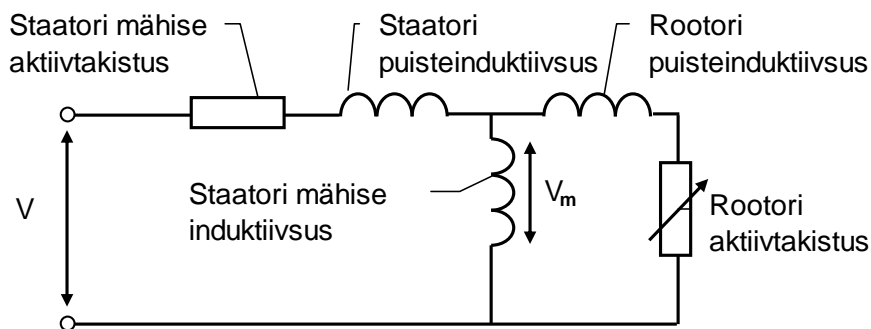 Staatori mähise
aktiivtakistus
Staatori
puisteinduktiivsus
Rootori
puisteinduktiivsus
V
Staatori mähise
induktiivsus
Vm
Rootori
aktiivtakistus